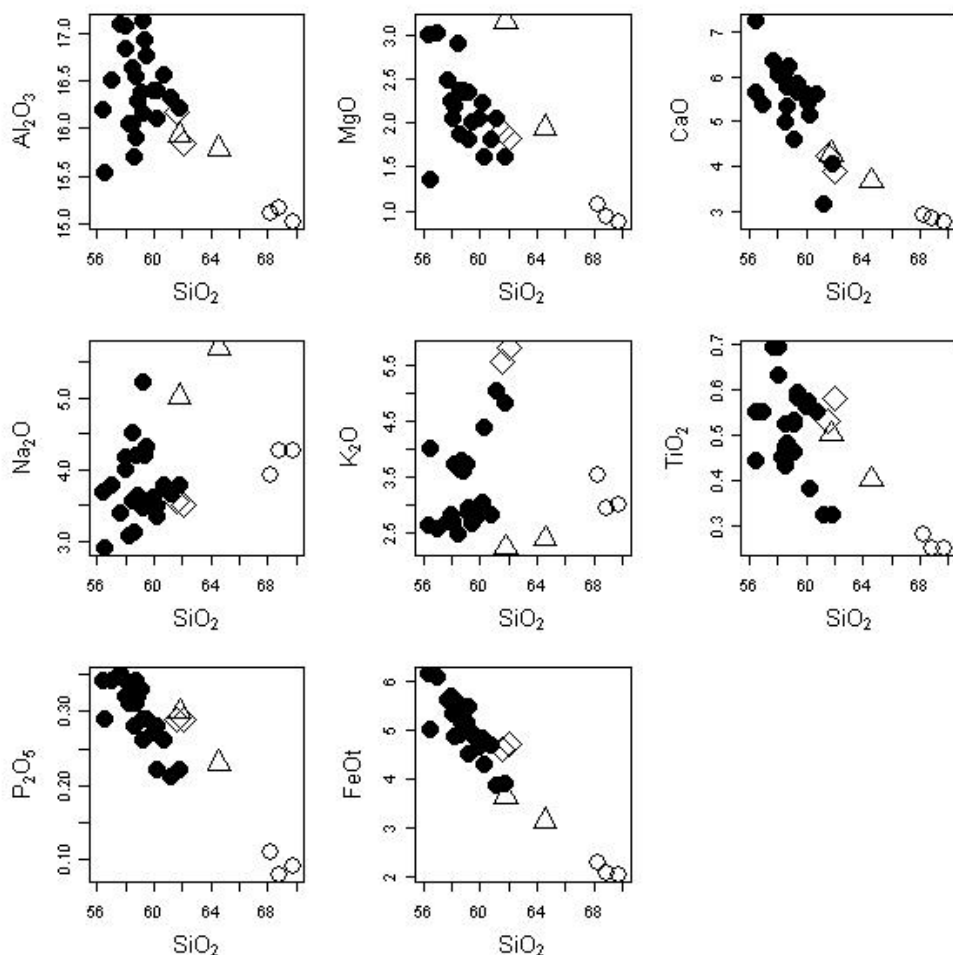 Al₂O₃
17.0
16.5
16.0
15.5
15.0
56 60 64 68
SiO₂
MgO
3.0
2.5
2.0
1.5
1.0
56 60 64 68
SiO₂
CaO
7
6
5
4
3
56 60 64 68
SiO₂
Na₂O
5.0
4.0
3.0
56 60 64 68
SiO₂
K₂O
5.5
4.5
3.5
2.5
56 60 64 68
SiO₂
TiO₂
0.7
0.6
0.5
0.4
0.3
56 60 64 68
SiO₂
P₂O₅
0.30
0.20
0.10
56 60 64 68
SiO₂
FeOt
6
5
4
3
2
56 60 64 68
SiO₂